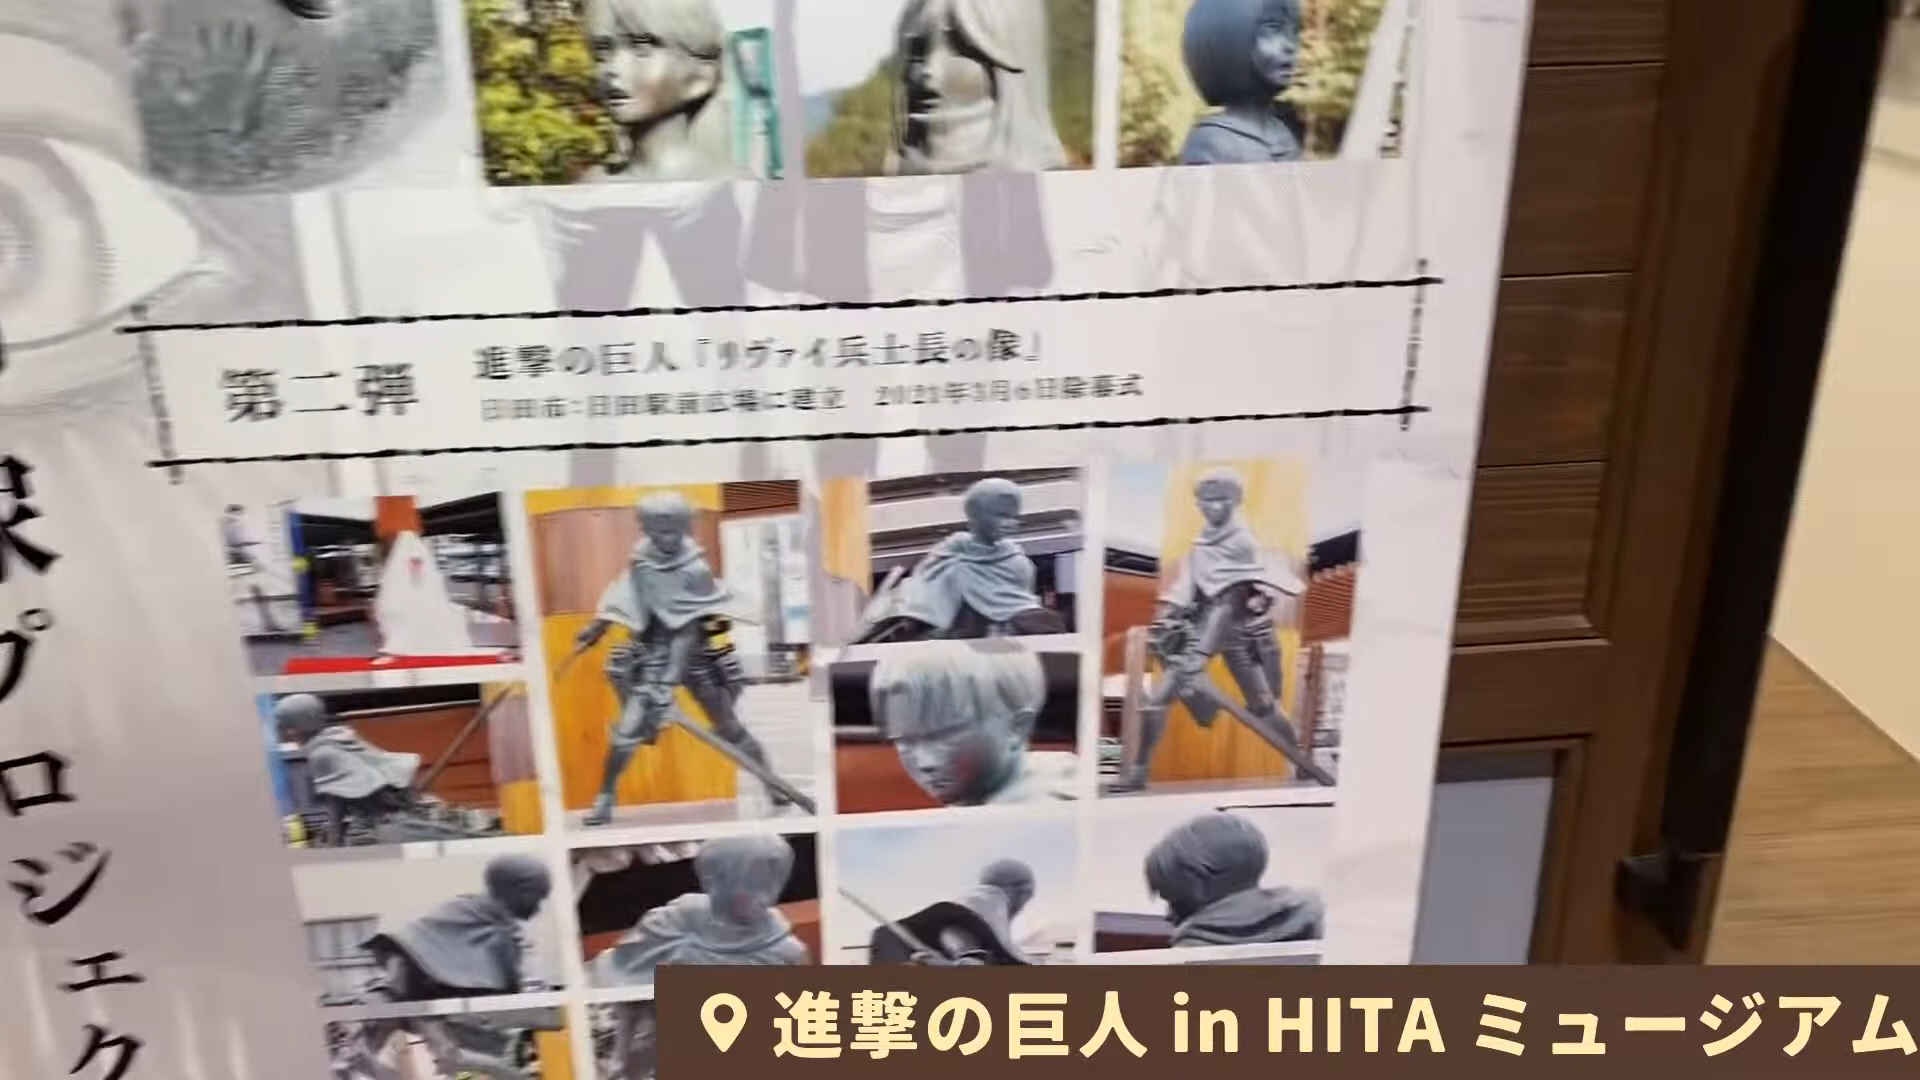 第二弾
進撃の巨人『リヴァイ兵士長の像』
日田市:日田駅前広場に建立 2021年3月6日除幕式
プロジェク
進撃の巨人 in HITA ミュージアム